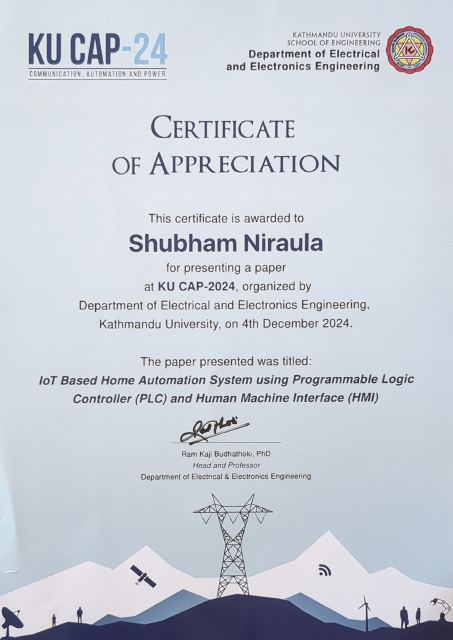 KU CAP-24
COMMUNICATION, AUTOMATION AND POWER
KATHMANDU UNIVERSITY
SCHOOL OF ENGINEERING
Department of Electrical
and Electronics Engineering
CERTIFICATE
OF APPRECIATION
This certificate is awarded to
Shubham Niraula
for presenting a paper
at KU CAP-2024, organized by
Department of Electrical and Electronics Engineering,
Kathmandu University, on 4th December 2024.
The paper presented was titled:
IoT Based Home Automation System using Programmable Logic
Controller (PLC) and Human Machine Interface (HMI)
Ram Kaji Budhathoki, PhD
Head and Professor
Department of Electrical & Electronics Engineering